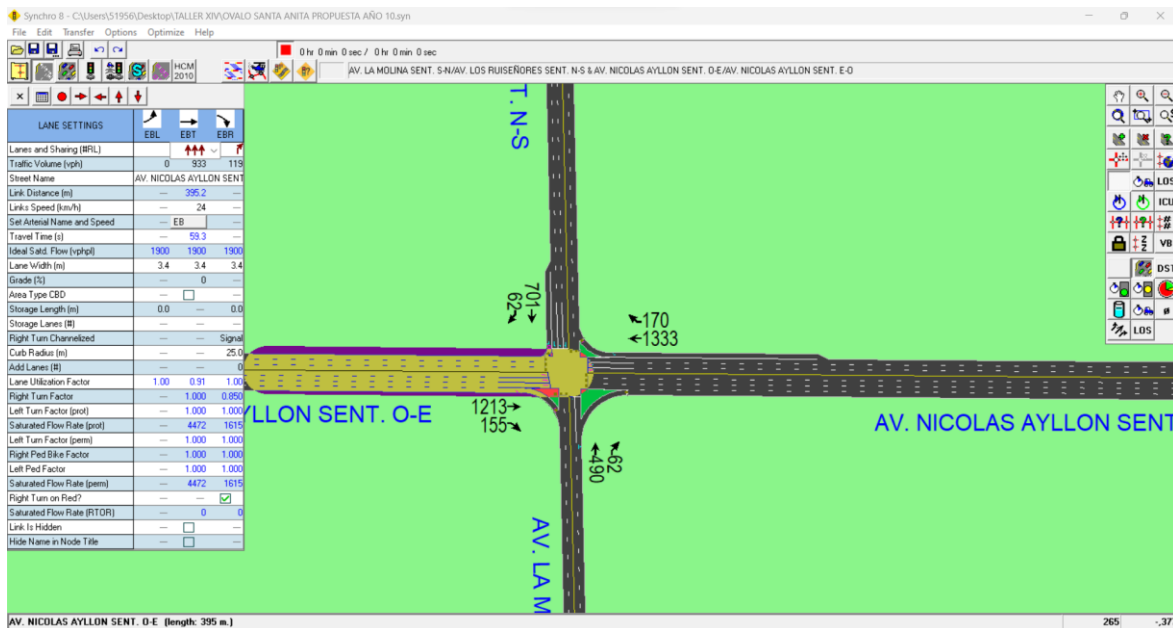 Synchro 8 - C:\Users\51956\Desktop\TALLER XIV\OVALO SANTA ANITA PROPUESTA AÑO 10.syn
File Edit Transfer Options Optimize Help
0 hr 0 min 0 sec / 0 hr 0 min 0 sec
HCM 2010
AV. LA MOLINA SENT. S-N/AV. LOS RUISEÑORES SENT. N-S & AV. NICOLAS AYLLON SENT. O-E/AV. NICOLAS AYLLON SENT. E-O
LANE SETTINGS EBL EBT EBR
Lanes and Sharing (#RL)
Traffic Volume (vph) 0 933 119
Street Name AV. NICOLAS AYLLON SENT
Link Distance (m) — 395.2 —
Links Speed (km/h) — 24 —
Set Arterial Name and Speed — EB —
Travel Time (s) — 59.3 —
Ideal Satd. Flow (vphpl) 1900 1900 1900
Lane Width (m) 3.4 3.4 3.4
Grade (%) — 0 —
Area Type CBD — —
Storage Length (m) 0.0 — 0.0
Storage Lanes (#) — — —
Right Turn Channelized — — Signal
Curb Radius (m) — — 25.0
Add Lanes (#) — — 0
Lane Utilization Factor 1.00 0.91 1.00
Right Turn Factor — 1.000 0.850
Left Turn Factor (prot) — 1.000 1.000
Saturated Flow Rate (prot) — 4472 1615
Left Turn Factor (perm) — 1.000 1.000
Right Ped Bike Factor — 1.000 1.000
Left Ped Factor — 1.000 1.000
Saturated Flow Rate (perm) — 4472 1615
Right Turn on Red? — —
Saturated Flow Rate (RTOR) — 0 0
Link Is Hidden — —
Hide Name in Node Title — —
T. N-S
701
62
170
1333
1213
155
490
62
YLLON SENT. O-E
AV. NICOLAS AYLLON SENT
AV. LA M
LOS
ICU
VB
DST
ø
LOS
AV. NICOLAS AYLLON SENT. O-E (length: 395 m.)
265 -,37